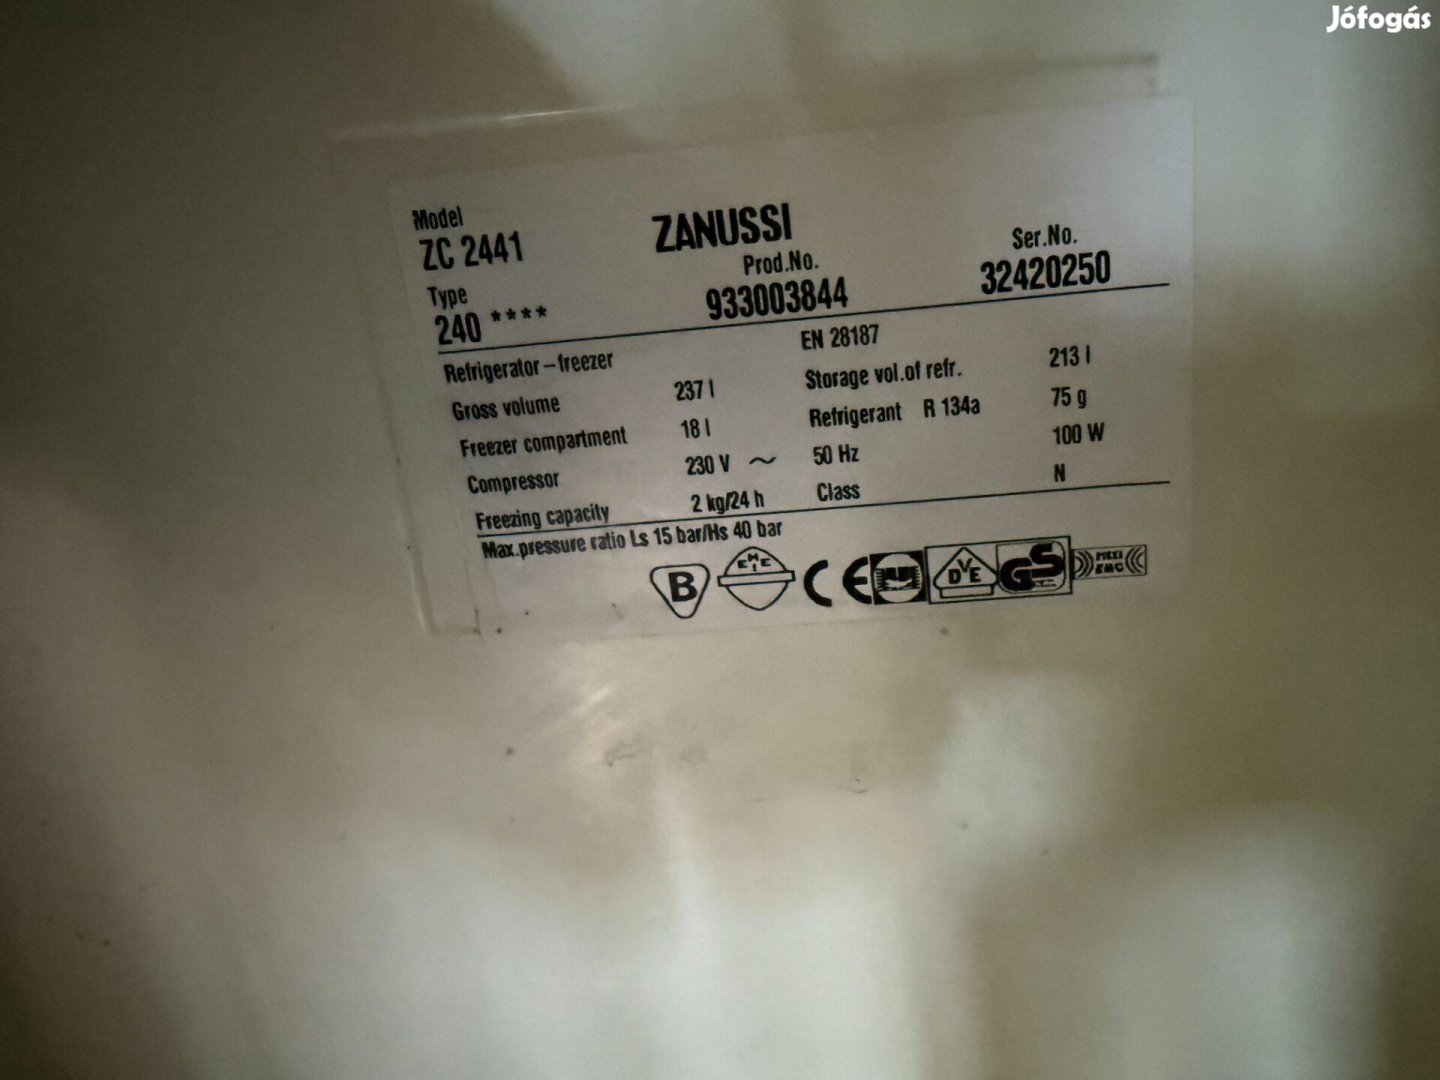 Jófogás
Model
ZC 2441
ZANUSSI
Type
240 ****
Prod.No.
933003844
Ser.No.
32420250
Refrigerator – freezer
EN 28187
Gross volume 237 l Storage vol.of refr. 213 l
Freezer compartment 18 l Refrigerant R 134a 75 g
Compressor 230 V ~ 50 Hz 100 W
Freezing capacity 2 kg/24 h Class N
Max.pressure ratio Ls 15 bar/Hs 40 bar
B
CE
DVE
GS
EMC